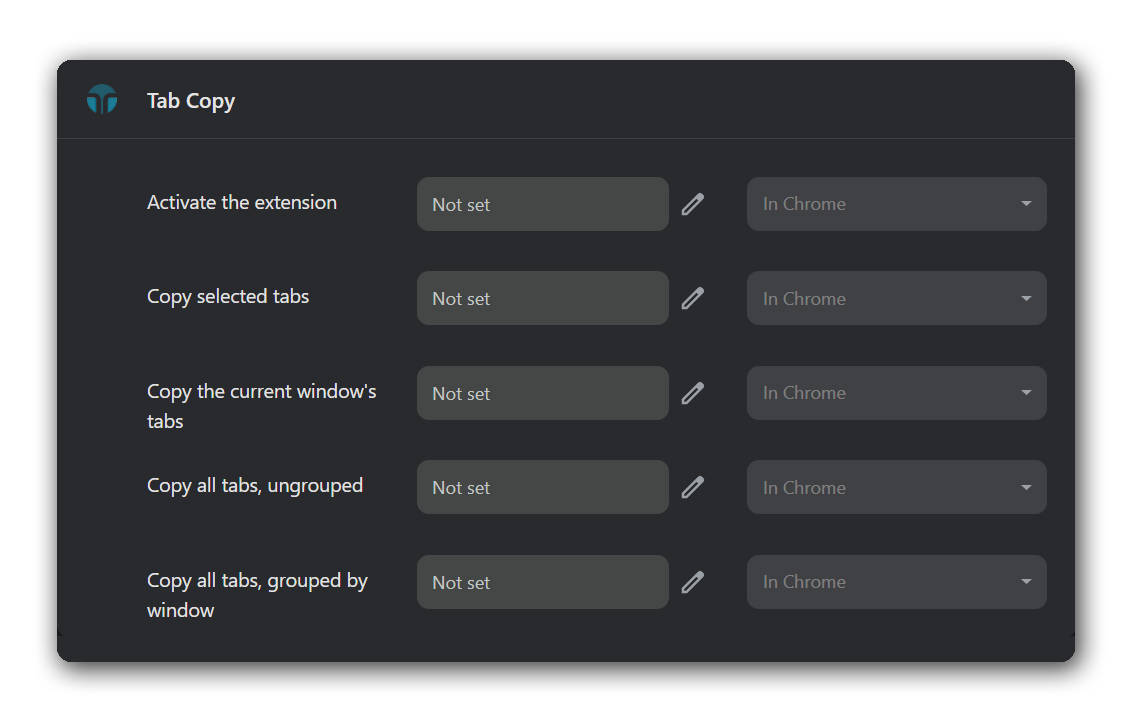 Tab Copy
Activate the extension
Not set
In Chrome
Copy selected tabs
Not set
In Chrome
Copy the current window's
tabs
Not set
In Chrome
Copy all tabs, ungrouped
Not set
In Chrome
Copy all tabs, grouped by
window
Not set
In Chrome